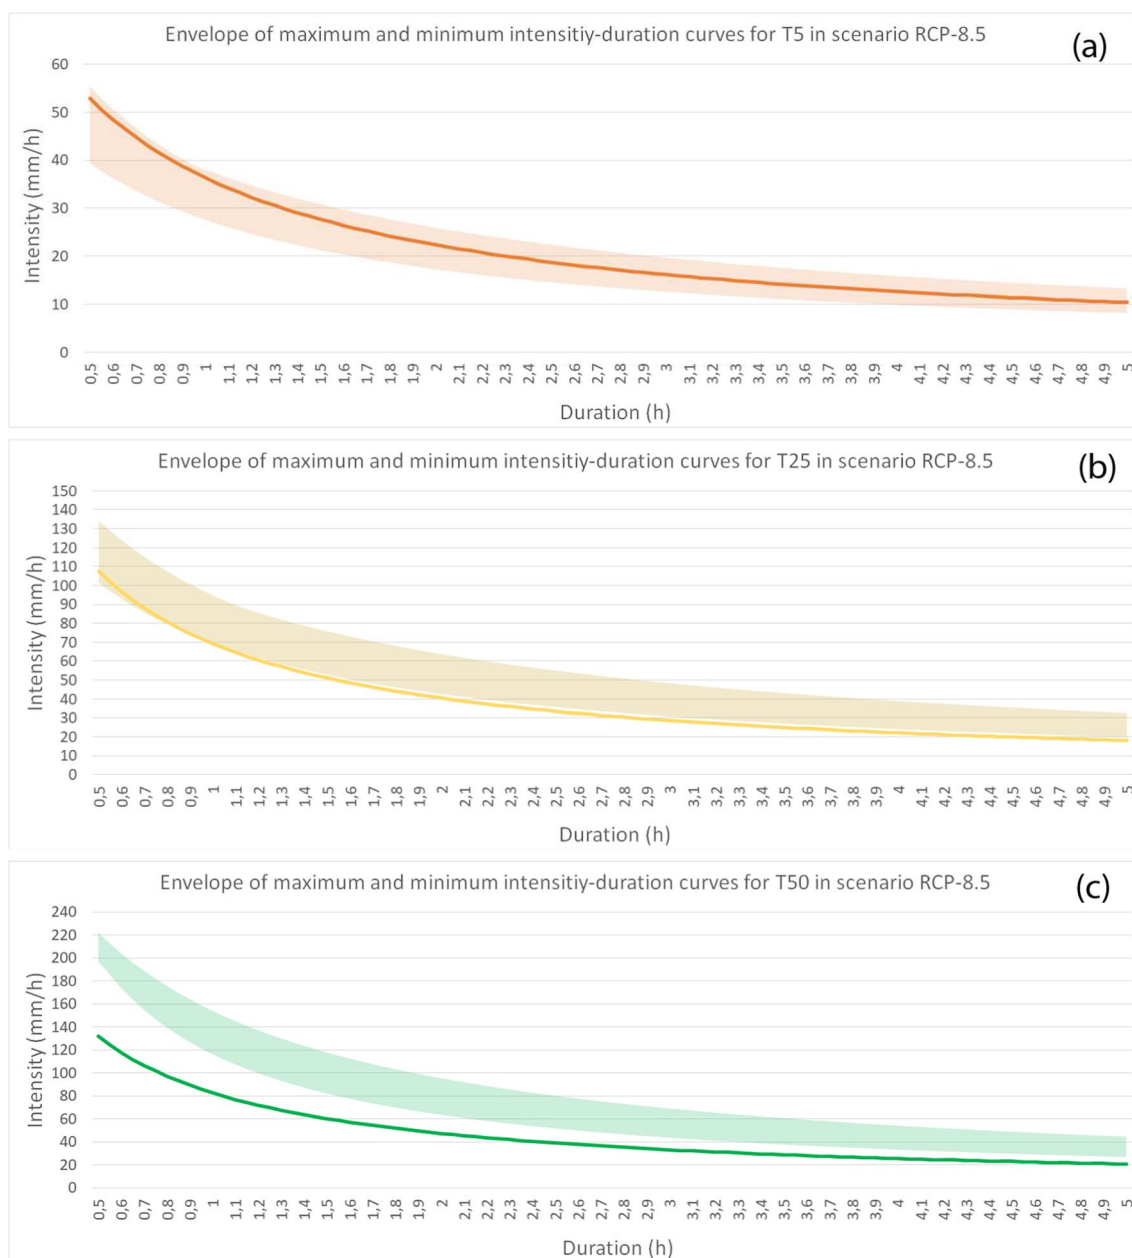 Envelope of maximum and minimum intensitiy-duration curves for T5 in scenario RCP-8.5
(a)
60
50
40
30
20
10
0
Intensity (mm/h)
0,5 0,6 0,7 0,8 0,9 1 1,1 1,2 1,3 1,4 1,5 1,6 1,7 1,8 1,9 2 2,1 2,2 2,3 2,4 2,5 2,6 2,7 2,8 2,9 3 3,1 3,2 3,3 3,4 3,5 3,6 3,7 3,8 3,9 4 4,1 4,2 4,3 4,4 4,5 4,6 4,7 4,8 4,9 5
Duration (h)
Envelope of maximum and minimum intensitiy-duration curves for T25 in scenario RCP-8.5
(b)
150
140
130
120
110
100
90
80
70
60
50
40
30
20
10
0
Intensity (mm/h)
0,5 0,6 0,7 0,8 0,9 1 1,1 1,2 1,3 1,4 1,5 1,6 1,7 1,8 1,9 2 2,1 2,2 2,3 2,4 2,5 2,6 2,7 2,8 2,9 3 3,1 3,2 3,3 3,4 3,5 3,6 3,7 3,8 3,9 4 4,1 4,2 4,3 4,4 4,5 4,6 4,7 4,8 4,9 5
Duration (h)
Envelope of maximum and minimum intensitiy-duration curves for T50 in scenario RCP-8.5
(c)
240
220
200
180
160
140
120
100
80
60
40
20
0
Intensity (mm/h)
0,5 0,6 0,7 0,8 0,9 1 1,1 1,2 1,3 1,4 1,5 1,6 1,7 1,8 1,9 2 2,1 2,2 2,3 2,4 2,5 2,6 2,7 2,8 2,9 3 3,1 3,2 3,3 3,4 3,5 3,6 3,7 3,8 3,9 4 4,1 4,2 4,3 4,4 4,5 4,6 4,7 4,8 4,9 5
Duration (h)